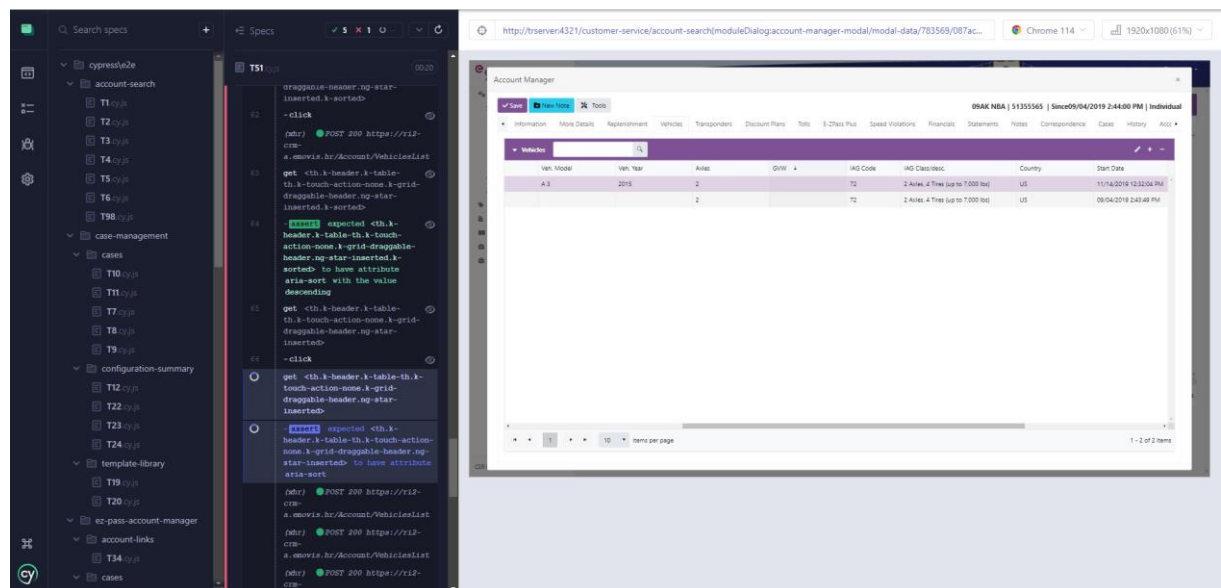 Search specs
+
cypress\e2e
account-search
T1.cy.js
T2.cy.js
T3.cy.js
T4.cy.js
T5.cy.js
T6.cy.js
T98.cy.js
case-management
cases
T10.cy.js
T11.cy.js
T7.cy.js
T8.cy.js
T9.cy.js
configuration-summary
T12.cy.js
T22.cy.js
T23.cy.js
T24.cy.js
template-library
T19.cy.js
T20.cy.js
ez-pass-account-manager
account-links
T34.cy.js
cases
cy
Specs
5 1
T51.cy.js 00:20
draggable-header.ng-star-
inserted.k-sorted>
62 -click
(xhr) POST 200 https://ri2-
crm-
a.emovis.hr/Account/VehiclesList
63 get <th.k-header.k-table-
th.k-touch-action-none.k-grid-
draggable-header.ng-star-
inserted.k-sorted>
64 -assert expected <th.k-
header.k-table-th.k-touch-
action-none.k-grid-draggable-
header.ng-star-inserted.k-
sorted> to have attribute
aria-sort with the value
descending
65 get <th.k-header.k-table-
th.k-touch-action-none.k-grid-
draggable-header.ng-star-
inserted>
66 -click
get <th.k-header.k-table-th.k-
touch-action-none.k-grid-
draggable-header.ng-star-
inserted>
-assert expected <th.k-
header.k-table-th.k-touch-action-
none.k-grid-draggable-header.ng-
star-inserted> to have attribute
aria-sort
(xhr) POST 200 https://ri2-
crm-
a.emovis.hr/Account/VehiclesList
(xhr) POST 200 https://ri2-
crm-
a.emovis.hr/Account/VehiclesList
(xhr) POST 200 https://ri2-
crm-
http://trserver:4321/customer-service/account-search(moduleDialog:account-manager-modal/modal-data/783569/087ac...
Chrome 114
1920x1080 (61%)
Account Manager
Save New Note Tools
09AK NBA | 51355565 | Since09/04/2019 2:44:00 PM | Individual
Information More Details Replenishment Vehicles Transponders Discount Plans Tolls E-ZPass Plus Speed Violations Financials Statements Notes Correspondence Cases History
Vehicles
Veh. Model Veh. Year Axles GVW IAG Code IAG Class/desc. Country Start Date
A 3 2015 2 72 2 Axles, 4 Tires (up to 7,000 lbs) US 11/14/2019 12:32:04 PM
2 72 2 Axles, 4 Tires (up to 7,000 lbs) US 09/04/2019 2:43:49 PM
1 10 items per page 1 - 2 of 2 items